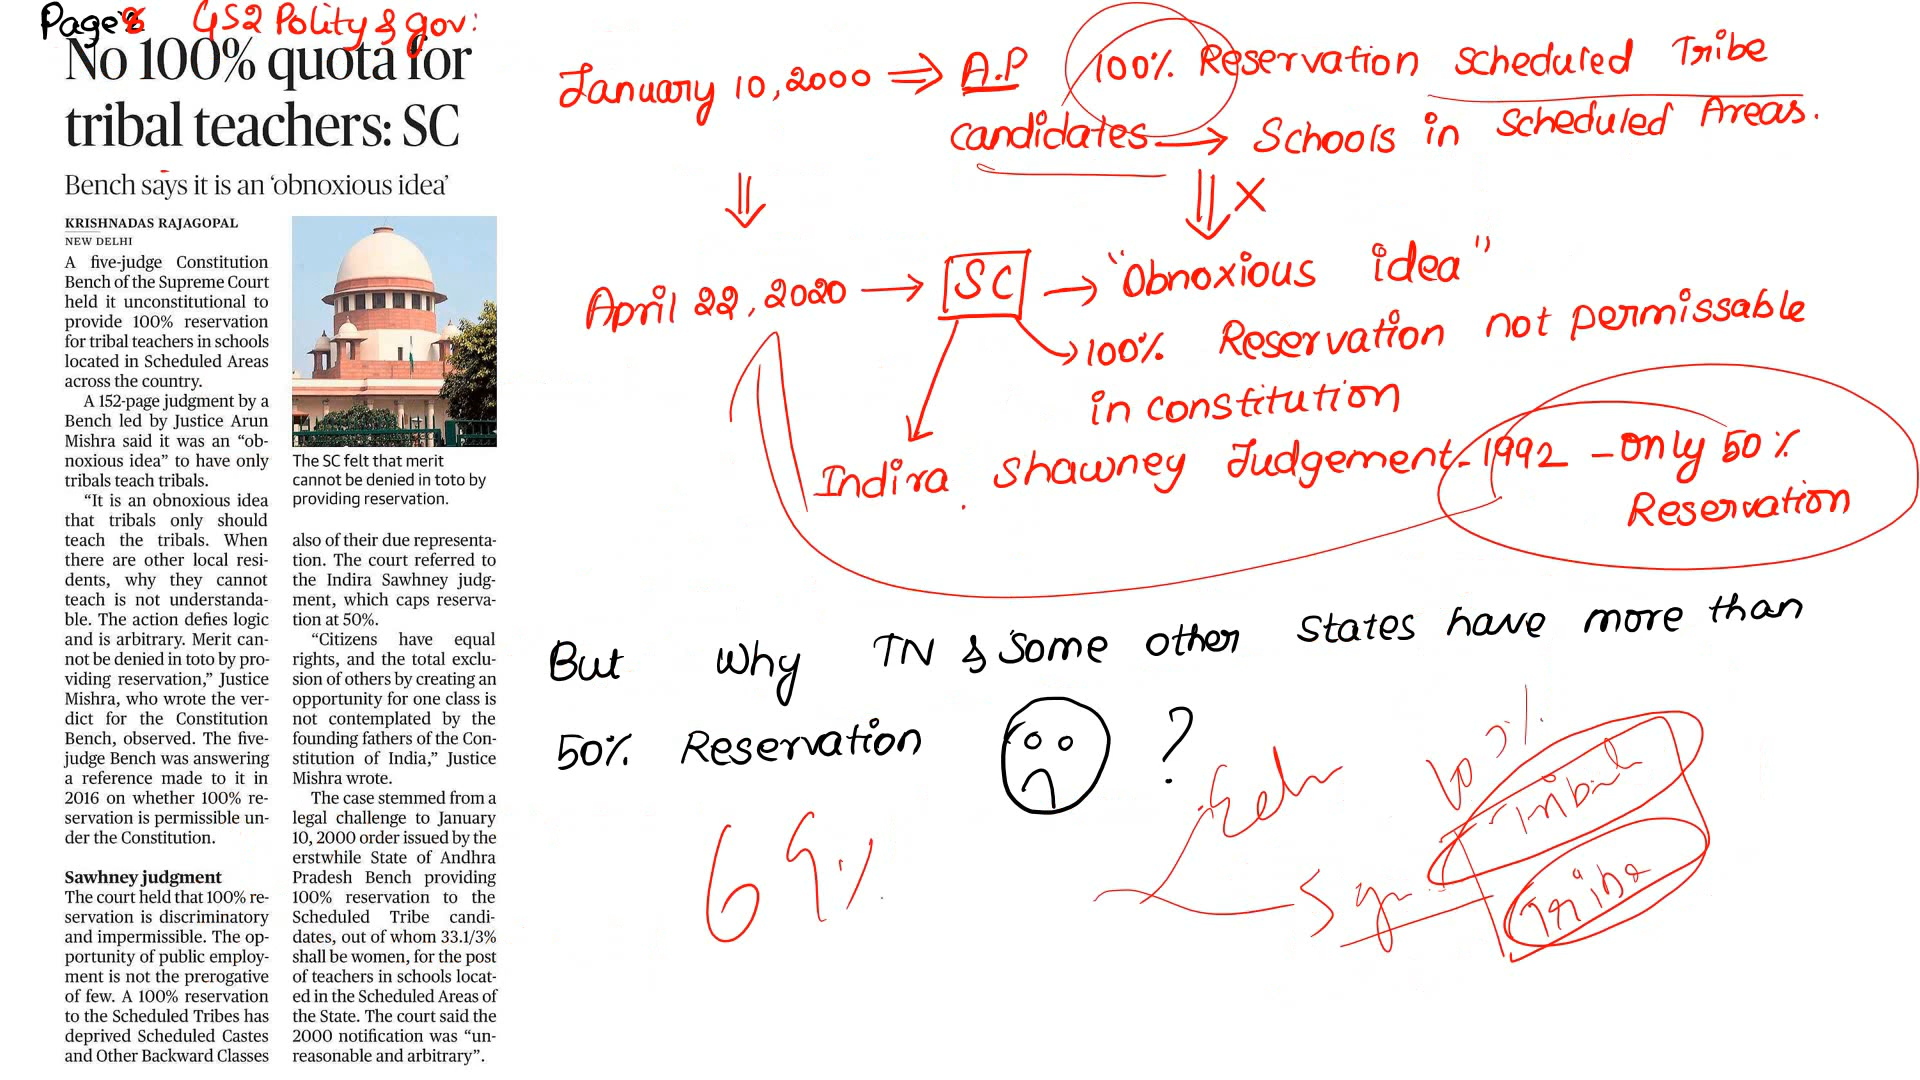 Page 8 GS2 Polity & gov:
No 100% quota for
tribal teachers: SC
Bench says it is an ‘obnoxious idea’
KRISHNADAS RAJAGOPAL
NEW DELHI
A five-judge Constitution
Bench of the Supreme Court
held it unconstitutional to
provide 100% reservation
for tribal teachers in schools
located in Scheduled Areas
across the country.
A 152-page judgment by a
Bench led by Justice Arun
Mishra said it was an “ob-
noxious idea” to have only
tribals teach tribals.
“It is an obnoxious idea
that tribals only should
teach the tribals. When
there are other local resi-
dents, why they cannot
teach is not understanda-
ble. The action defies logic
and is arbitrary. Merit can-
not be denied in toto by pro-
viding reservation,” Justice
Mishra, who wrote the ver-
dict for the Constitution
Bench, observed. The five-
judge Bench was answering
a reference made to it in
2016 on whether 100% re-
servation is permissible un-
der the Constitution.
Sawhney judgment
The court held that 100% re-
servation is discriminatory
and impermissible. The op-
portunity of public employ-
ment is not the prerogative
of few. A 100% reservation
to the Scheduled Tribes has
deprived Scheduled Castes
and Other Backward Classes
The SC felt that merit
cannot be denied in toto by
providing reservation.
also of their due representa-
tion. The court referred to
the Indira Sawhney judg-
ment, which caps reserva-
tion at 50%.
“Citizens have equal
rights, and the total exclu-
sion of others by creating an
opportunity for one class is
not contemplated by the
founding fathers of the Con-
stitution of India,” Justice
Mishra wrote.
The case stemmed from a
legal challenge to January
10, 2000 order issued by the
erstwhile State of Andhra
Pradesh Bench providing
100% reservation to the
Scheduled Tribe candi-
dates, out of whom 33.1/3%
shall be women, for the post
of teachers in schools locat-
ed in the Scheduled Areas of
the State. The court said the
2000 notification was “un-
reasonable and arbitrary”.
January 10, 2000 ⇒ A.P 100% Reservation Scheduled Tribe
candidates → Schools in Scheduled Areas.
X
April 22, 2020 → SC → "Obnoxious idea"
→ 100% Reservation not permissable
in constitution
Indira Shawney Judgement - 1992 - only 50%
Reservation
But why TN & Some other States have more than
50% Reservation ?
69%
100%
Tribal
Tribe